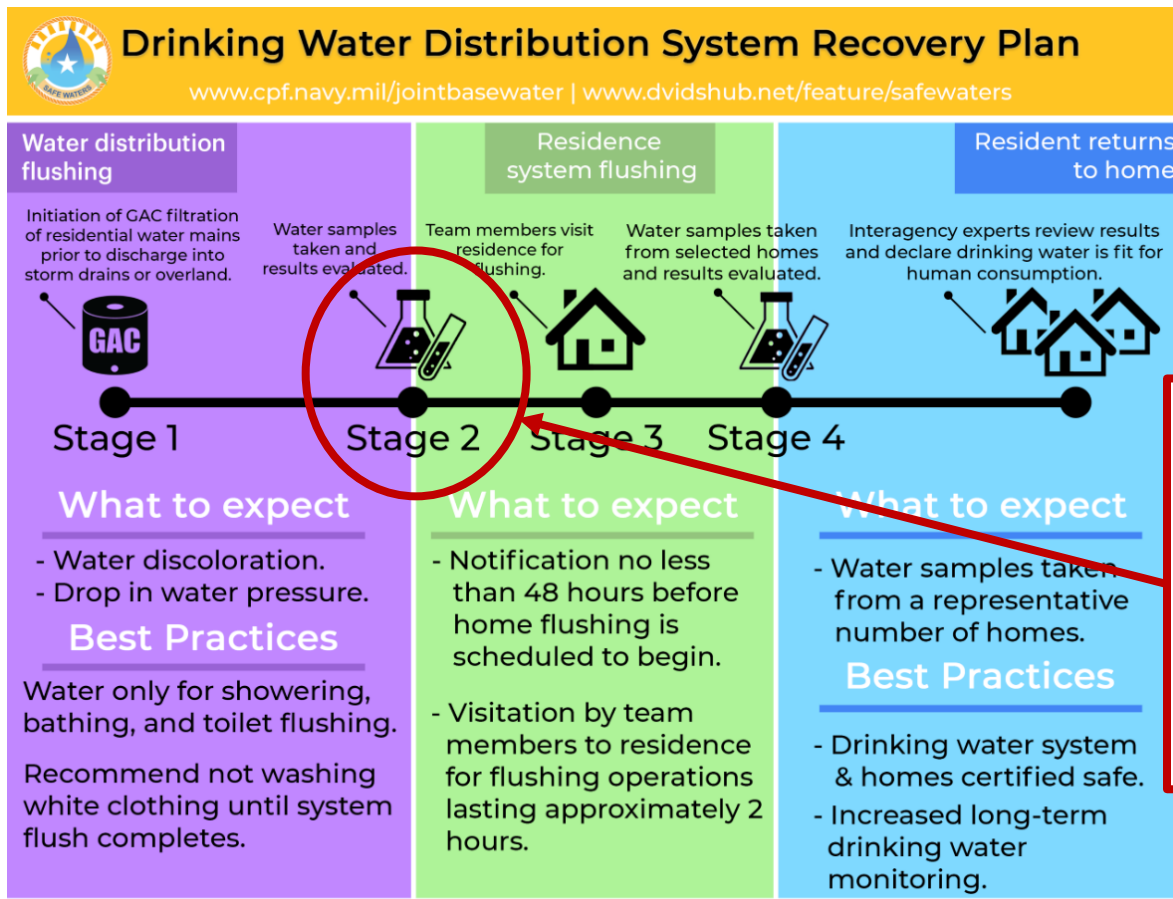 Drinking Water Distribution System Recovery Plan
www.cpf.navy.mil/jointbasewater | www.dvidshub.net/feature/safewaters
SAFE WATERS
Water distribution
flushing
Initiation of GAC filtration
of residential water mains
prior to discharge into
storm drains or overland.
GAC
Water samples
taken and
results evaluated.
Residence
system flushing
Team members visit
residence for
flushing.
Water samples taken
from selected homes
and results evaluated.
Resident returns
to home
Interagency experts review results
and declare drinking water is fit for
human consumption.
Stage 1
Stage 2
Stage 3
Stage 4
What to expect
- Water discoloration.
- Drop in water pressure.
Best Practices
Water only for showering,
bathing, and toilet flushing.
Recommend not washing
white clothing until system
flush completes.
What to expect
- Notification no less
than 48 hours before
home flushing is
scheduled to begin.
- Visitation by team
members to residence
for flushing operations
lasting approximately 2
hours.
What to expect
- Water samples taken
from a representative
number of homes.
Best Practices
- Drinking water system
& homes certified safe.
- Increased long-term
drinking water
monitoring.